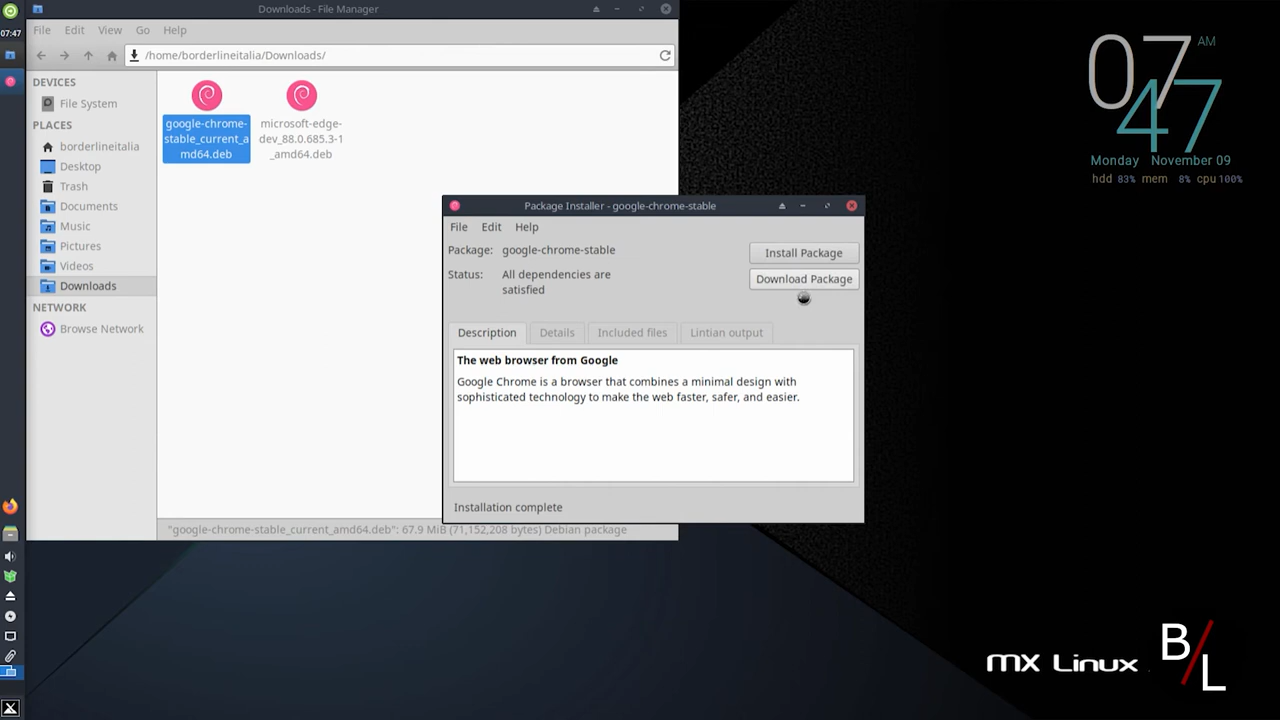 Downloads - File Manager
07:47
File Edit View Go Help
/home/borderlineitalia/Downloads/
DEVICES
File System
PLACES
borderlineitalia
Desktop
Trash
Documents
Music
Pictures
Videos
Downloads
NETWORK
Browse Network
google-chrome-
stable_current_a
md64.deb
microsoft-edge-
dev_88.0.685.3-1
_amd64.deb
"google-chrome-stable_current_amd64.deb": 67.9 MiB (71,152,208 bytes) Debian package
Package Installer - google-chrome-stable
File Edit Help
Package: google-chrome-stable
Install Package
Status: All dependencies are
satisfied
Download Package
Description Details Included files Lintian output
The web browser from Google
Google Chrome is a browser that combines a minimal design with
sophisticated technology to make the web faster, safer, and easier.
Installation complete
07 AM
47
Monday November 09
hdd 83% mem 8% cpu 100%
MX Linux
B/L